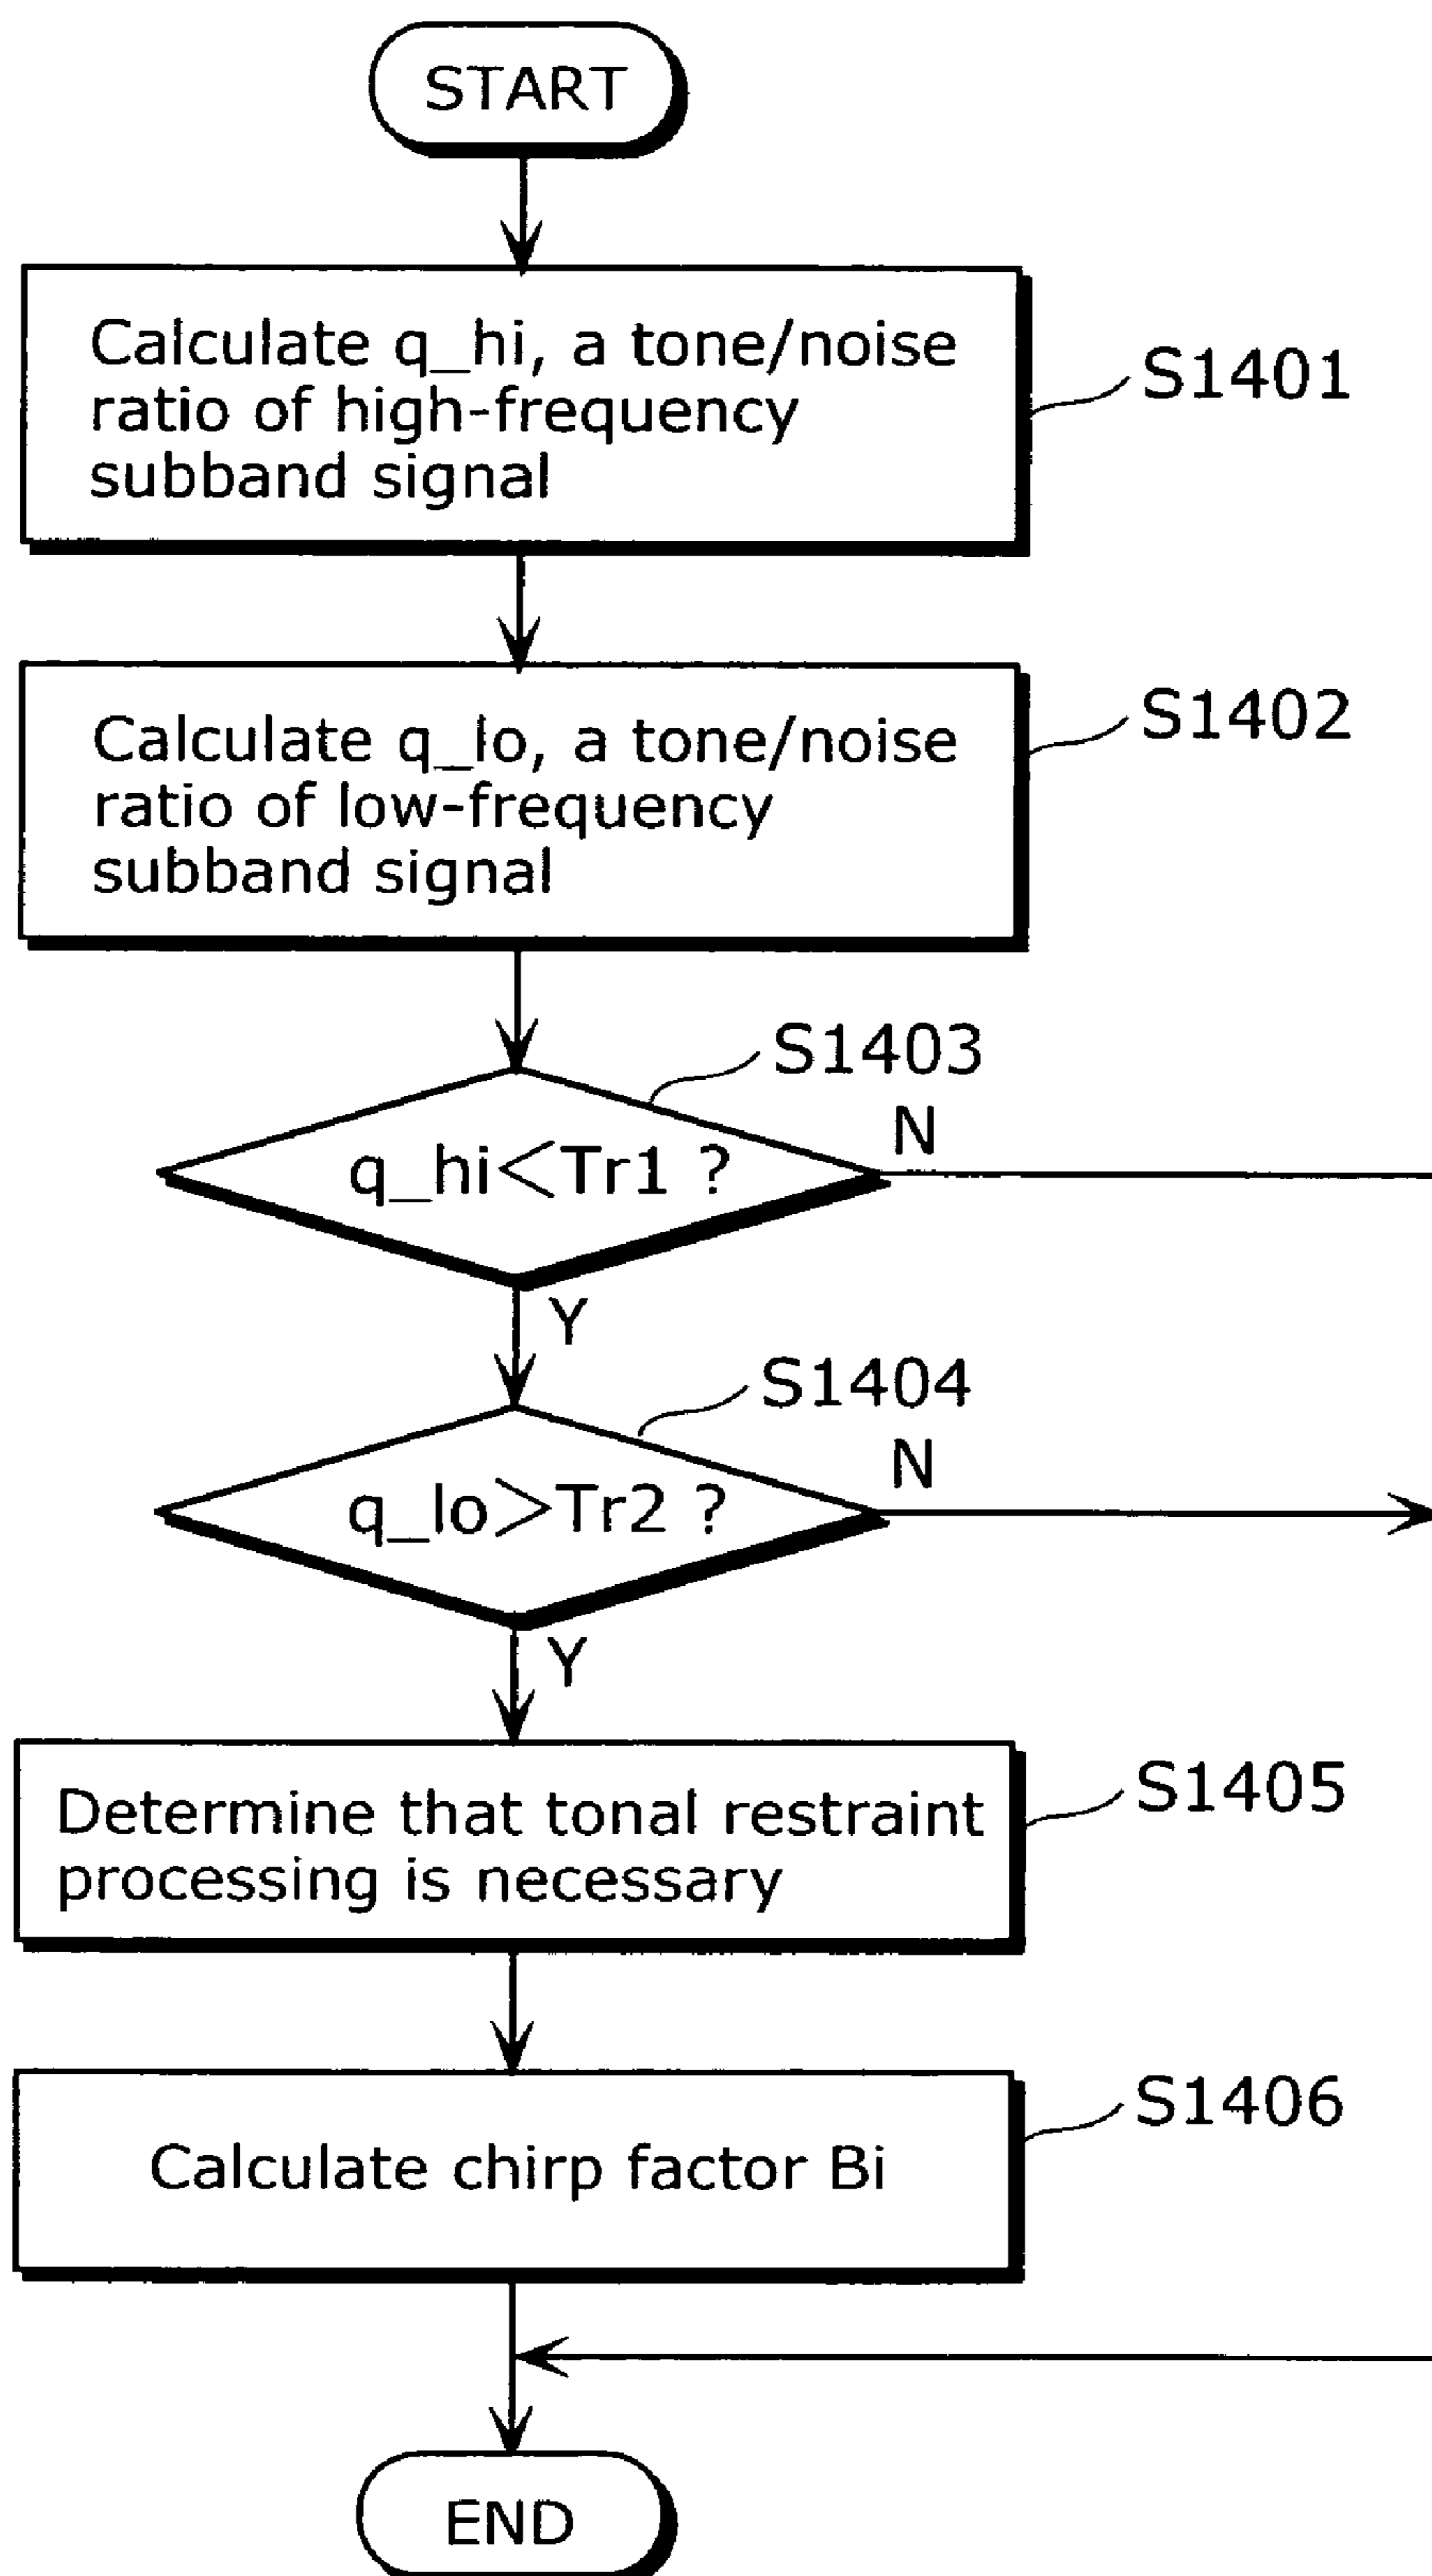 START
Calculate q_hi, a tone/noise
ratio of high-frequency
subband signal
S1401
Calculate q_lo, a tone/noise
ratio of low-frequency
subband signal
S1402
S1403
q_hi<Tr1 ?
N
Y
S1404
q_lo>Tr2 ?
N
Y
Determine that tonal restraint
processing is necessary
S1405
Calculate chirp factor Bi
S1406
END